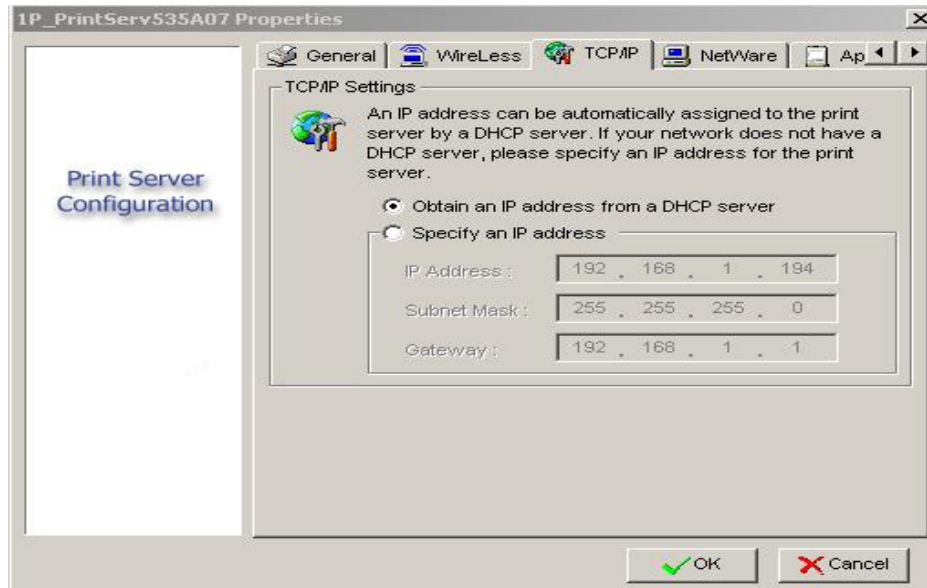 1P_PrintServ535A07 Properties
General WireLess TCP/IP NetWare Ap
Print Server
Configuration
TCP/IP Settings
An IP address can be automatically assigned to the print
server by a DHCP server. If your network does not have a
DHCP server, please specify an IP address for the print
server.
Obtain an IP address from a DHCP server
Specify an IP address
IP Address : 192 . 168 . 1 . 194
Subnet Mask : 255 . 255 . 255 . 0
Gateway : 192 . 168 . 1 . 1
OK Cancel